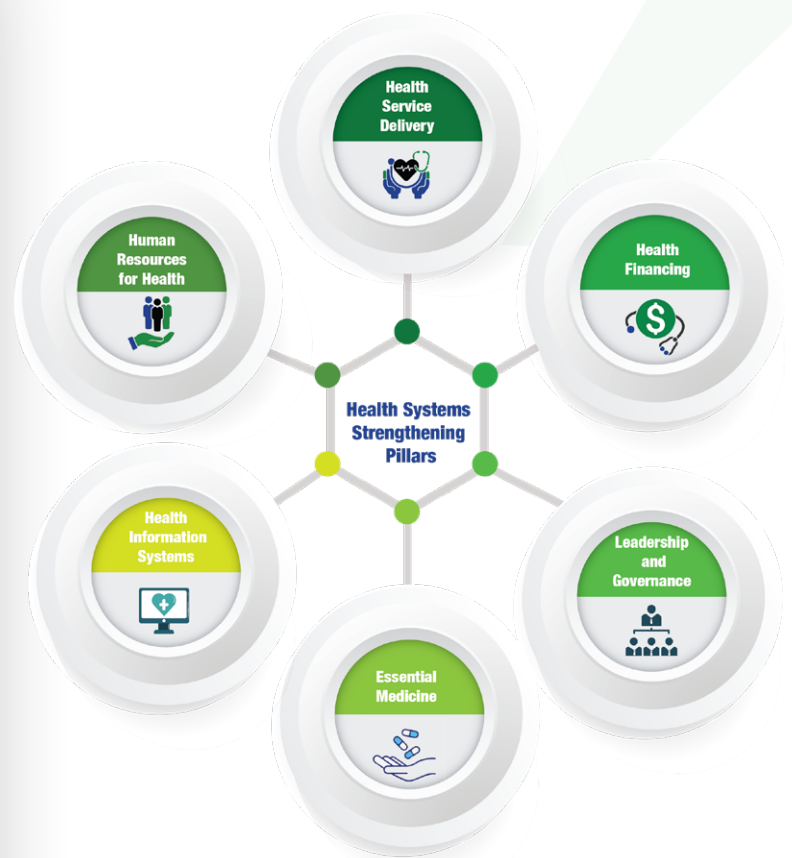 Health
Service
Delivery
Human
Resources
for Health
Health
Financing
Health Systems
Strengthening
Pillars
Health
Information
Systems
Leadership
and
Governance
Essential
Medicine
$